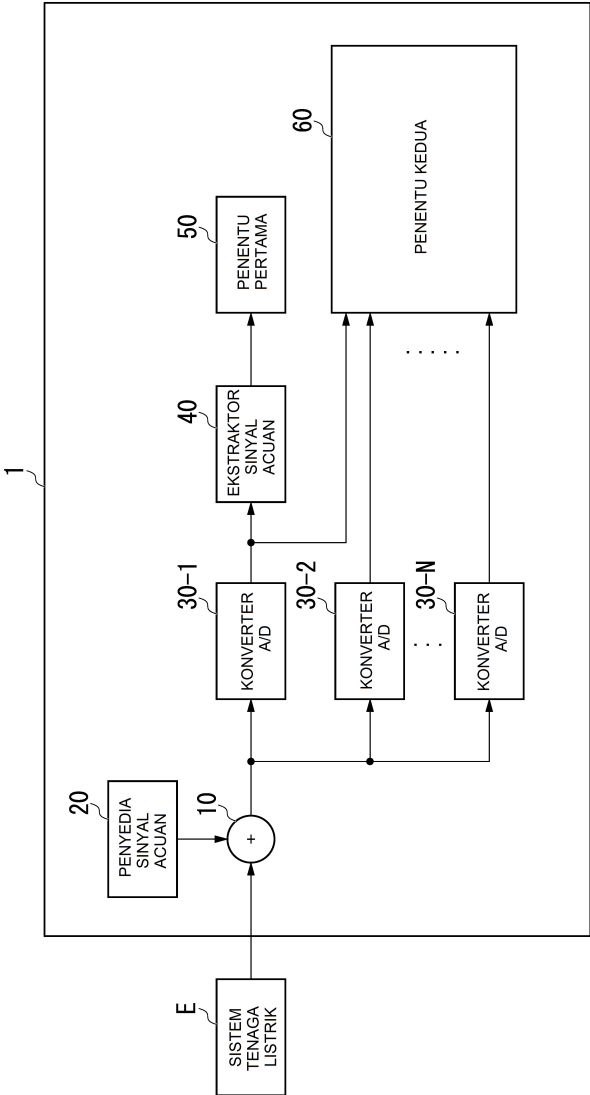 1
E
SISTEM
TENAGA
LISTRIK
20
PENYEDIA
SINYAL
ACUAN
10
+
30-1
KONVERTER
A/D
30-2
KONVERTER
A/D
. . .
30-N
KONVERTER
A/D
40
EKSTRAKTOR
SINYAL
ACUAN
50
PENENTU
PERTAMA
. . . . .
60
PENENTU KEDUA